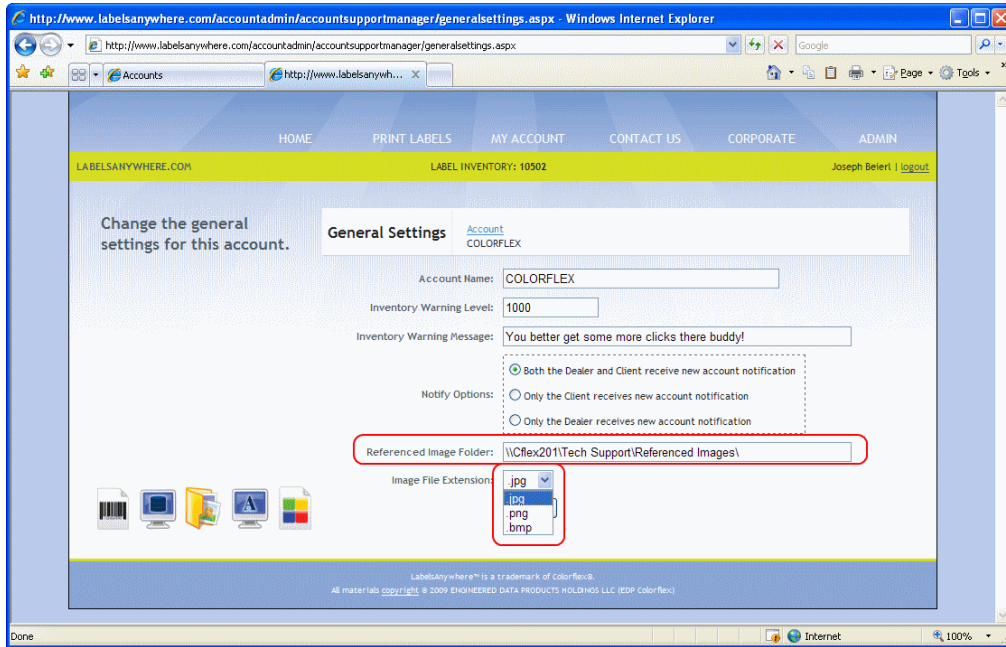 http://www.labelsanywhere.com/accountadmin/accountsupportmanager/generalsettings.aspx - Windows Internet Explorer
http://www.labelsanywhere.com/accountadmin/accountsupportmanager/generalsettings.aspx
Google
Accounts
http://www.labelsanywh...
Page
Tools
HOME PRINT LABELS MY ACCOUNT CONTACT US CORPORATE ADMIN
LABELSANYWHERE.COM LABEL INVENTORY: 10502 Joseph Beierl | logout
Change the general
settings for this account.
General Settings
Account
COLORFLEX
Account Name: COLORFLEX
Inventory Warning Level: 1000
Inventory Warning Message: You better get some more clicks there buddy!
Notify Options:
Both the Dealer and Client receive new account notification
Only the Client receives new account notification
Only the Dealer receives new account notification
Referenced Image Folder: \\Cflex201\Tech Support\Referenced Images\
Image File Extension: .jpg
.jpg
.png
.bmp
LabelsAnywhere™ is a trademark of Colorflex®.
All materials copyright © 2009 ENGINEERED DATA PRODUCTS HOLDINGS LLC (EDP Colorflex)
Done Internet 100%